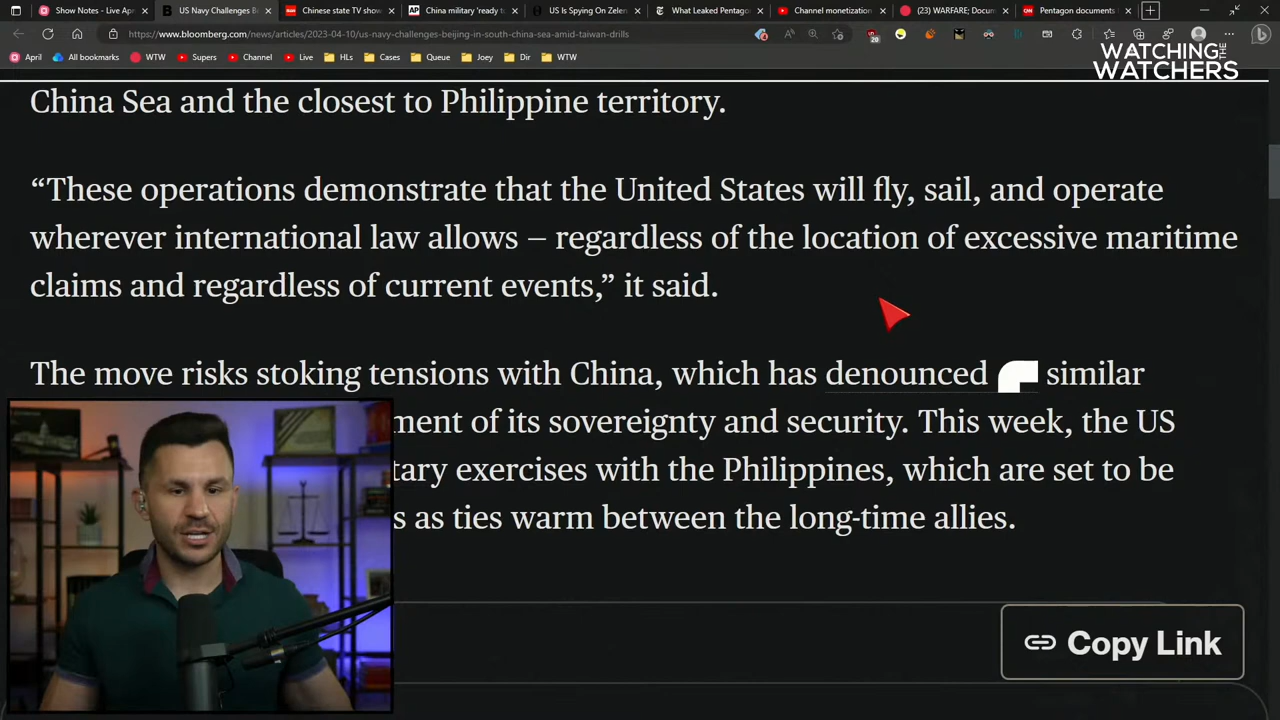 Show Notes - Live Apr
US Navy Challenges B
Chinese state TV show
China military 'ready t
US Is Spying On Zelen
What Leaked Pentago
Channel monetization
(23) WARFARE; Docum
Pentagon documents
https://www.bloomberg.com/news/articles/2023-04-10/us-navy-challenges-beijing-in-south-china-sea-amid-taiwan-drills
20
April
All bookmarks
WTW
Supers
Channel
Live
HLs
Cases
Queue
Joey
Dir
WTW
WATCHING THE
WATCHERS
China Sea and the closest to Philippine territory.
“These operations demonstrate that the United States will fly, sail, and operate
wherever international law allows – regardless of the location of excessive maritime
claims and regardless of current events,” it said.
The move risks stoking tensions with China, which has denounced similar
ment of its sovereignty and security. This week, the US
tary exercises with the Philippines, which are set to be
s as ties warm between the long-time allies.
Copy Link